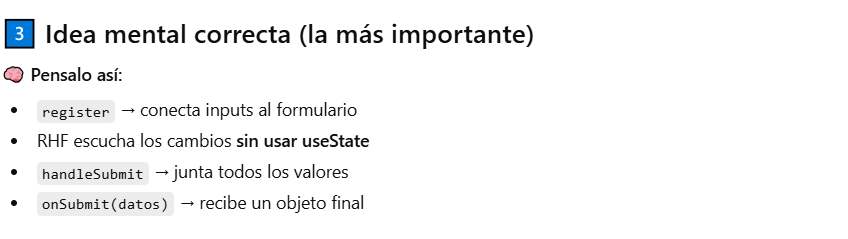 3 Idea mental correcta (la más importante)
🧠 Pensalo así:
• register → conecta inputs al formulario
• RHF escucha los cambios sin usar useState
• handleSubmit → junta todos los valores
• onSubmit(datos) → recibe un objeto final